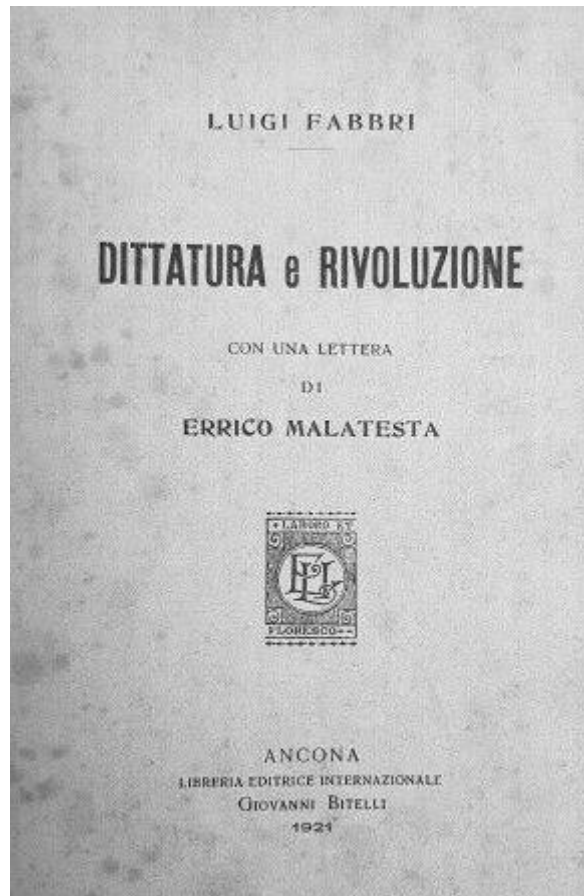 LUIGI FABBRI
DITTATURA e RIVOLUZIONE
CON UNA LETTERA
DI
ERRICO MALATESTA
LABORO ET
FLORESCO
ANCONA
LIBRERIA EDITRICE INTERNAZIONALE
GIOVANNI BITELLI
1921